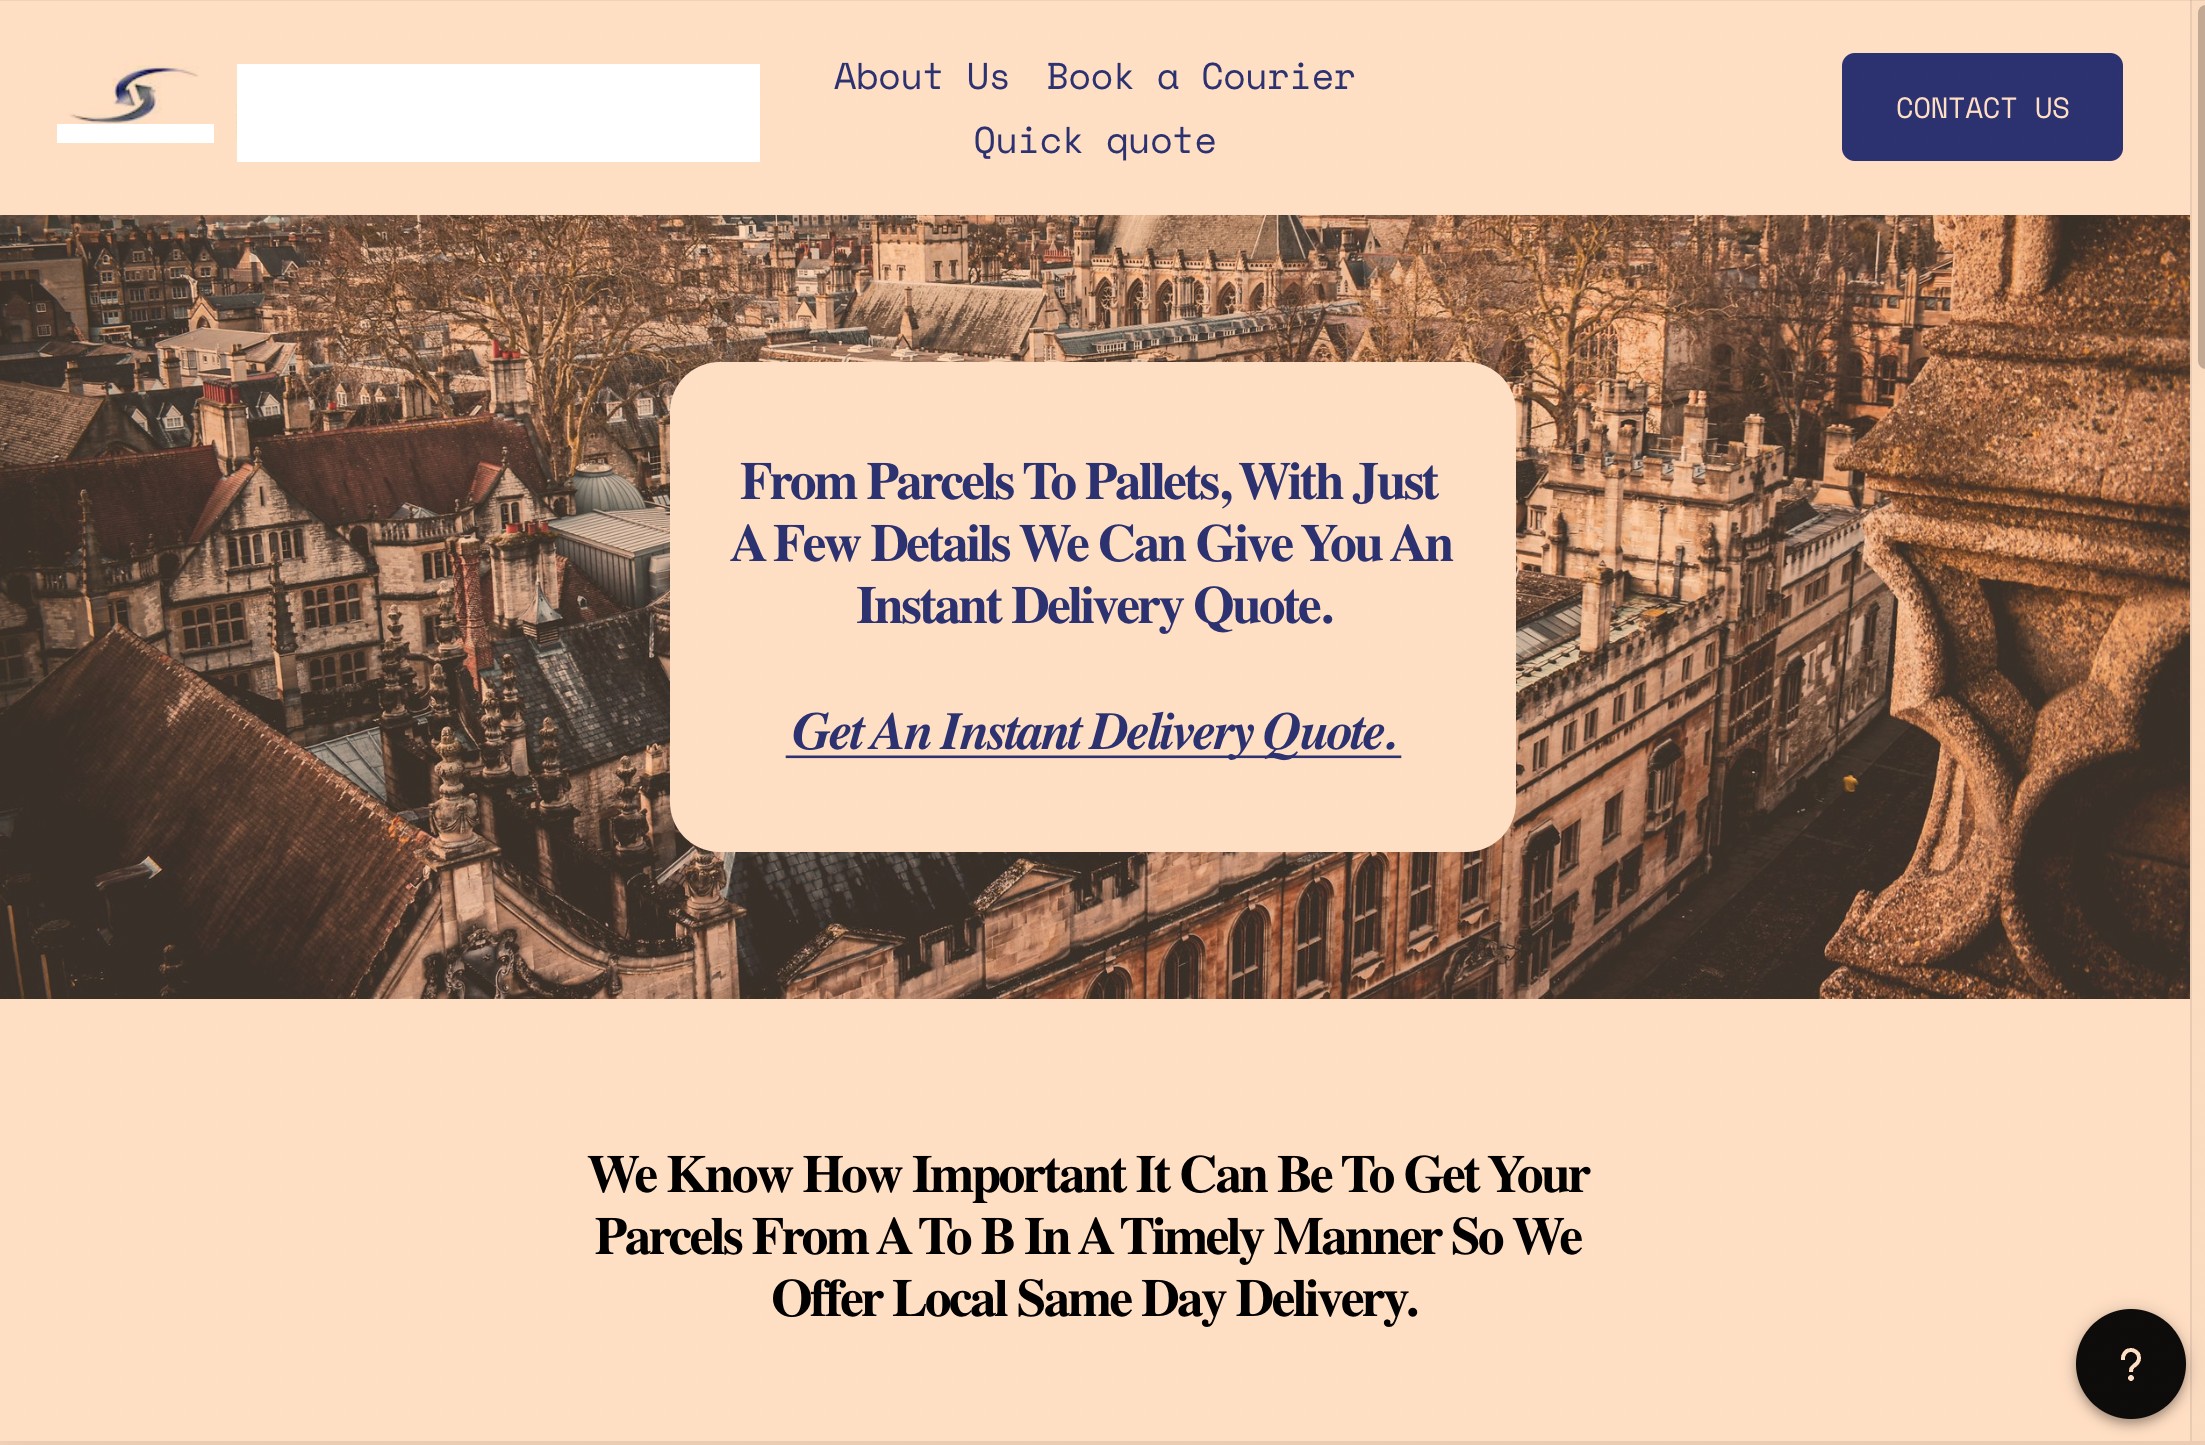 About Us Book a Courier
Quick quote
CONTACT US
From Parcels To Pallets, With Just
A Few Details We Can Give You An
Instant Delivery Quote.
Get An Instant Delivery Quote.
We Know How Important It Can Be To Get Your
Parcels From A To B In A Timely Manner So We
Offer Local Same Day Delivery.
?